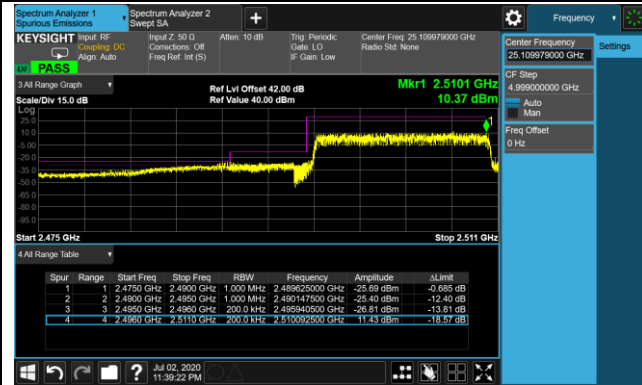 Spectrum Analyzer 1
Spurious Emissions
Spectrum Analyzer 2
Swept SA
Frequency
KEYSIGHT
Input: RF
Coupling: DC
Align: Auto
Input Z: 50 Ω
Corrections: Off
Freq Ref: Int (S)
Atten: 10 dB
Trig: Periodic
Gate: LO
IF Gain: Low
Center Freq: 25.109979000 GHz
Radio Std: None
PASS
Center Frequency
25.109979000 GHz
Settings
CF Step
4.999000000 GHz
Auto
Man
Freq Offset
0 Hz
3 All Range Graph
Scale/Div 15.0 dB
Ref Lvl Offset 42.00 dB
Ref Value 40.00 dBm
Mkr1 2.5101 GHz
10.37 dBm
Log
25.0
10.0
-5.00
-20.0
-35.0
-50.0
-65.0
-80.0
-95.0
1
Start 2.475 GHz
Stop 2.511 GHz
4 All Range Table
Spur Range Start Freq Stop Freq RBW Frequency Amplitude ΔLimit
1 1 2.4750 GHz 2.4900 GHz 1.000 MHz 2.489625000 GHz -25.69 dBm -0.685 dB
2 2 2.4900 GHz 2.4950 GHz 1.000 MHz 2.490147500 GHz -25.40 dBm -12.40 dB
3 3 2.4950 GHz 2.4960 GHz 200.0 kHz 2.495940500 GHz -26.81 dBm -13.81 dB
4 4 2.4960 GHz 2.5110 GHz 200.0 kHz 2.510092500 GHz 11.43 dBm -18.57 dB
Jul 02, 2020
11:39:22 PM